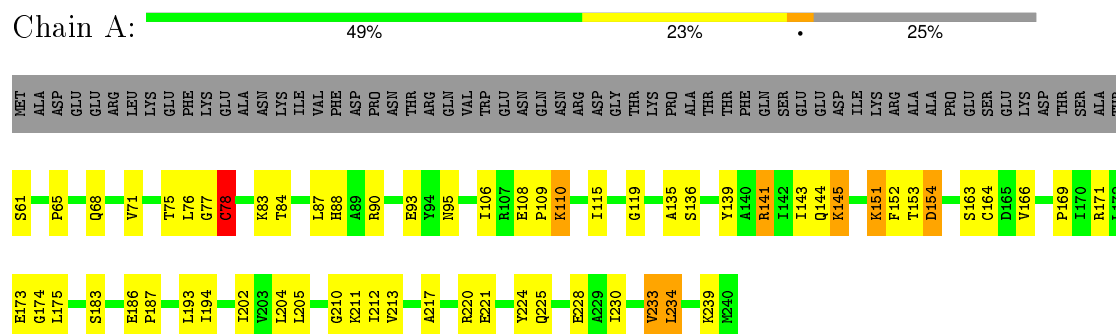 Chain A:
49% 23% • 25%
MET ALA ASP GLU GLU ARG LEU LYS GLU PHE LYS GLU ALA ASN LYS ILE VAL PHE ASP PRO ASN THR ARG GLN VAL TRP GLU ASN GLN ASN ARG ASP GLY THR LYS PRO ALA THR THR PHE GLN SER GLU GLU ASP ILE LYS ARG ALA ALA PRO GLU SER GLU LYS ASP THR SER ALA
S61 P65 Q68 V71 T75 L76 G77 C78 K83 T84 L87 H88 A89 R90 E93 Y94 N95 I106 R107 E108 P109 K110 I115 G119 A135 S136 Y139 A140 R141 I142 I143 Q144 K145 K151 F152 T153 D154 S163 C164 D165 V166 P169 I170 R171
E173 G174 L175 S183 E186 P187 L193 I194 I202 V203 L204 L205 G210 K211 I212 V213 A217 R220 E221 Y224 Q225 E228 A229 I230 V233 L234 K239 M240